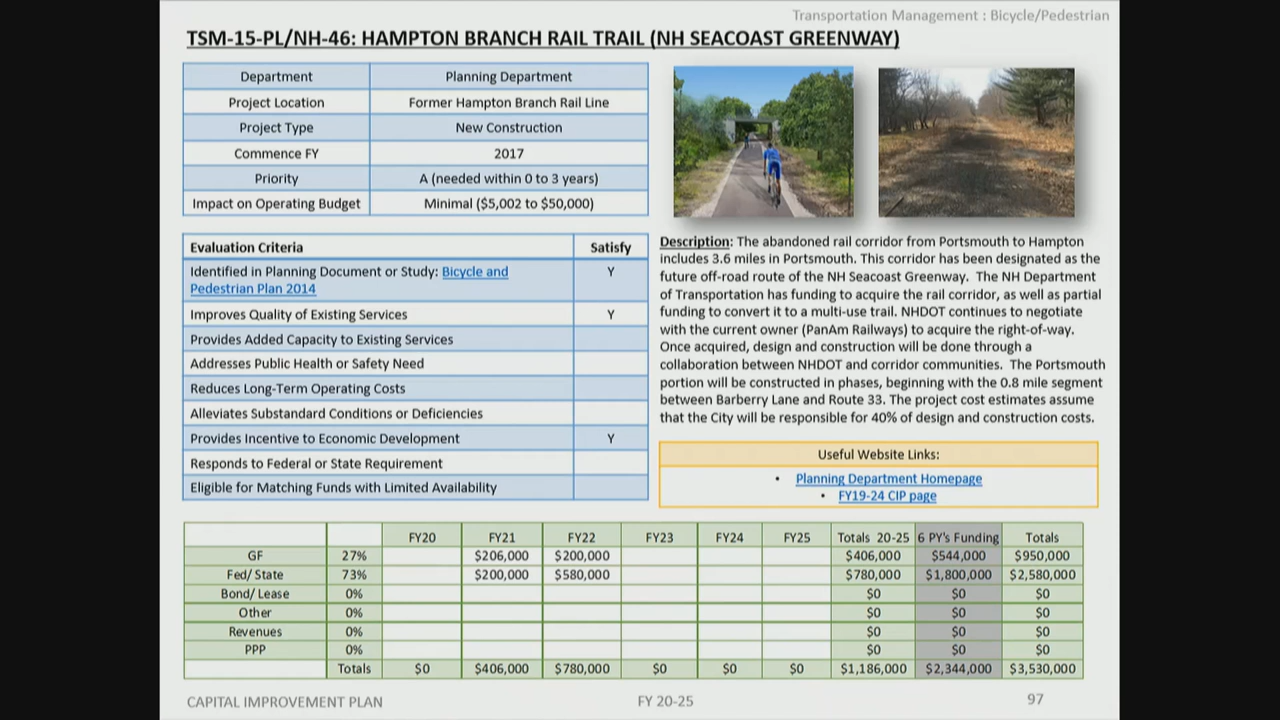 Transportation Management : Bicycle/Pedestrian
TSM-15-PL/NH-46: HAMPTON BRANCH RAIL TRAIL (NH SEACOAST GREENWAY)
Department Planning Department
Project Location Former Hampton Branch Rail Line
Project Type New Construction
Commence FY 2017
Priority A (needed within 0 to 3 years)
Impact on Operating Budget Minimal ($5,002 to $50,000)
Evaluation Criteria Satisfy
Identified in Planning Document or Study: Bicycle and Y
Pedestrian Plan 2014
Improves Quality of Existing Services Y
Provides Added Capacity to Existing Services
Addresses Public Health or Safety Need
Reduces Long-Term Operating Costs
Alleviates Substandard Conditions or Deficiencies
Provides Incentive to Economic Development Y
Responds to Federal or State Requirement
Eligible for Matching Funds with Limited Availability
Description: The abandoned rail corridor from Portsmouth to Hampton
includes 3.6 miles in Portsmouth. This corridor has been designated as the
future off-road route of the NH Seacoast Greenway. The NH Department
of Transportation has funding to acquire the rail corridor, as well as partial
funding to convert it to a multi-use trail. NHDOT continues to negotiate
with the current owner (PanAm Railways) to acquire the right-of-way.
Once acquired, design and construction will be done through a
collaboration between NHDOT and corridor communities. The Portsmouth
portion will be constructed in phases, beginning with the 0.8 mile segment
between Barberry Lane and Route 33. The project cost estimates assume
that the City will be responsible for 40% of design and construction costs.
Useful Website Links:
• Planning Department Homepage
• FY19-24 CIP page
FY20 FY21 FY22 FY23 FY24 FY25 Totals 20-25 6 PY's Funding Totals
GF 27% $206,000 $200,000 $406,000 $544,000 $950,000
Fed/ State 73% $200,000 $580,000 $780,000 $1,800,000 $2,580,000
Bond/ Lease 0% $0 $0 $0
Other 0% $0 $0 $0
Revenues 0% $0 $0 $0
PPP 0% $0 $0 $0
Totals $0 $406,000 $780,000 $0 $0 $0 $1,186,000 $2,344,000 $3,530,000
CAPITAL IMPROVEMENT PLAN FY 20-25 97